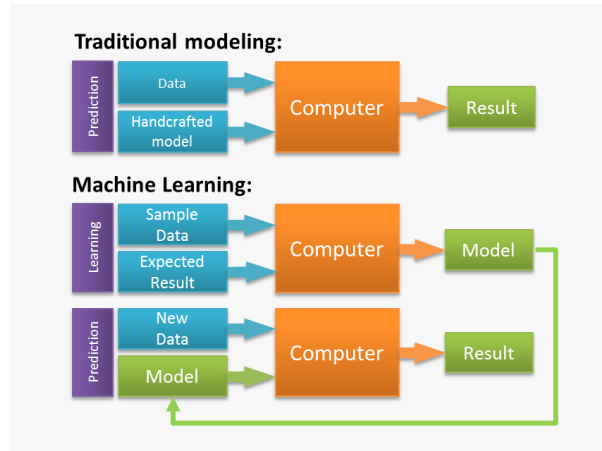 Traditional modeling:
Prediction
Data
Handcrafted
model
Computer
Result
Machine Learning:
Learning
Sample
Data
Expected
Result
Computer
Model
Prediction
New
Data
Model
Computer
Result